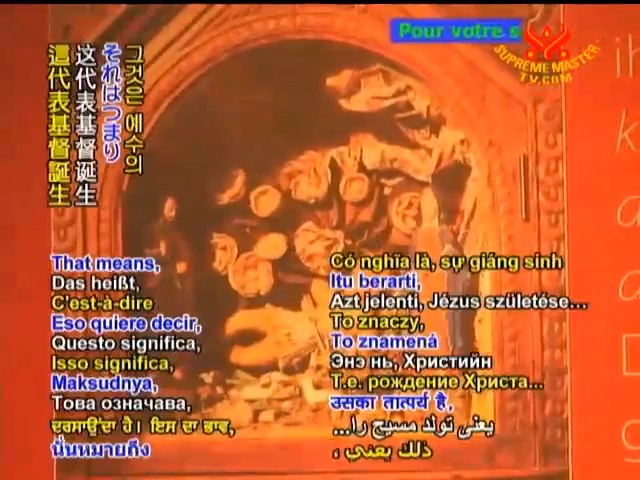 Pour votre s
SUPREME MASTER
TV.COM
그것은 예수의
それはつまり
这代表基督诞生
這代表基督誕生
That means,
Das heißt,
C'est-à-dire
Eso quiere decir,
Questo significa,
Isso significa,
Maksudnya,
Това означава,
ਦਰਸਾਉਂਦਾ ਹੈ। ਇਸ ਦਾ ਭਾਵ,
นั่นหมายถึง
Có nghĩa là, sự giáng sinh
Itu berarti,
Azt jelenti, Jézus születése...
To znaczy,
To znamená
Энэ нь, Христийн
Т.е. рождение Христа...
उसका तात्पर्य है,
یعنی تولد مسیح را...
ذلك يعني ،